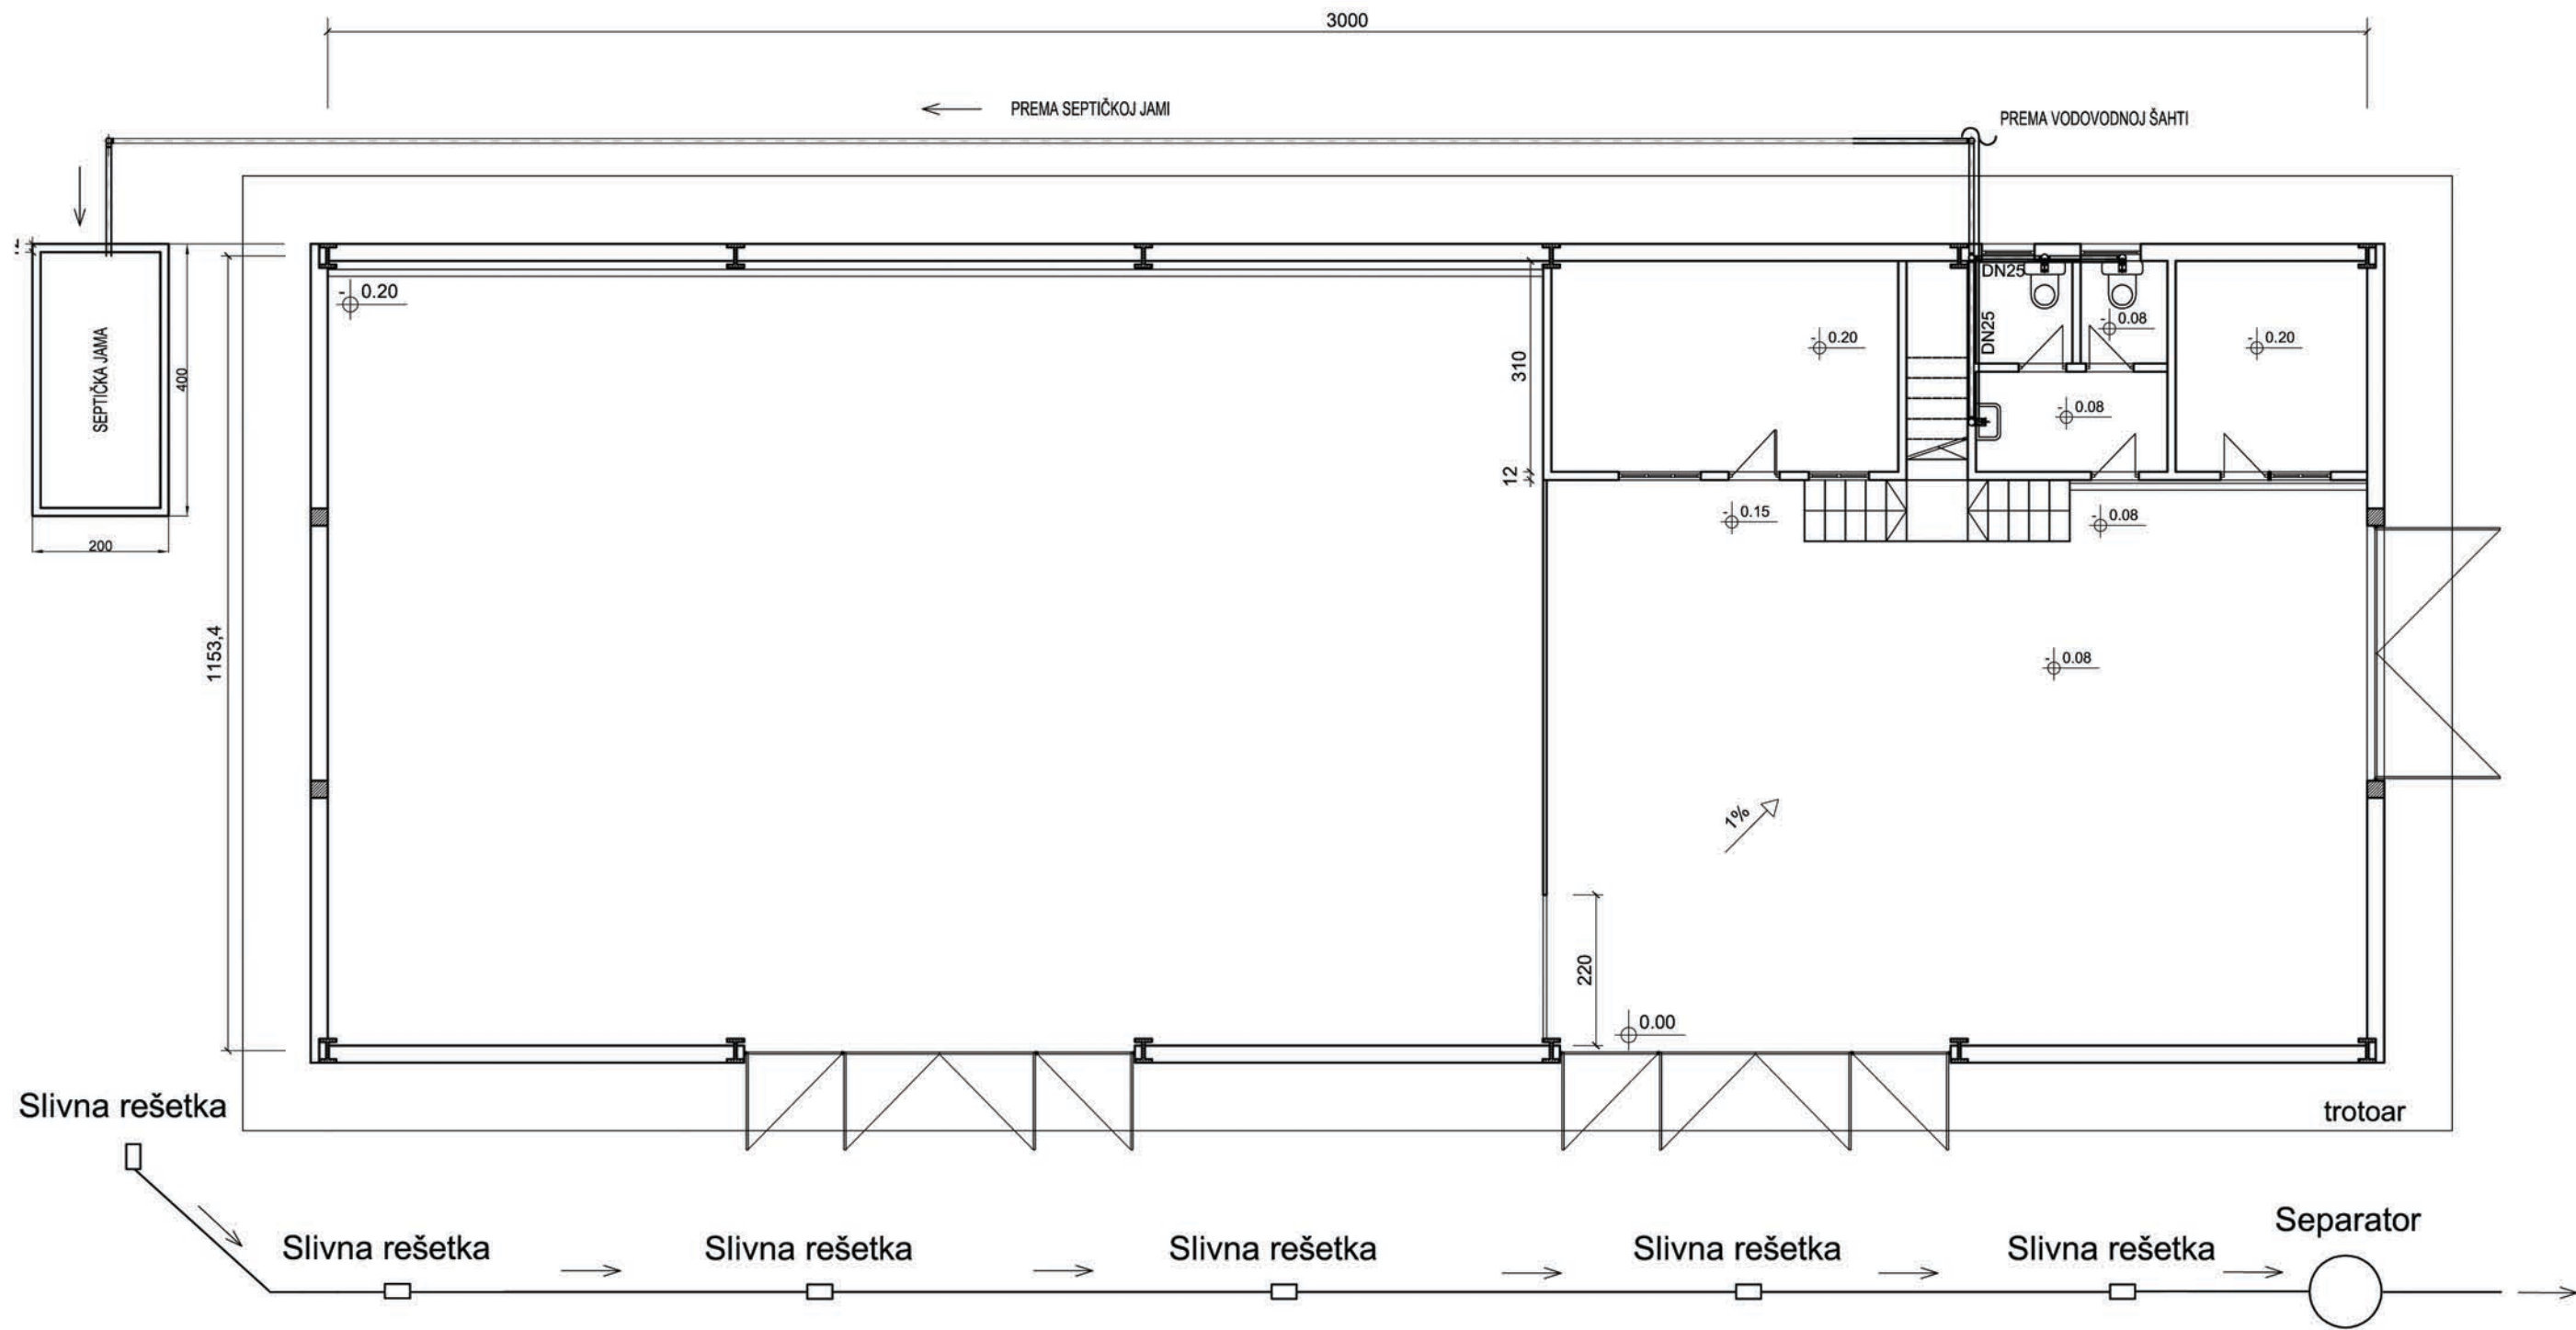 3000
PREMA SEPTIČKOJ JAMI
PREMA VODOVODNOJ ŠAHTI
SEPTIČKA JAMA
400
200
1153,4
- 0.20
310
12
- 0.20
DN25
DN25
- 0.08
- 0.20
- 0.08
- 0.15
- 0.08
- 0.08
1%
220
0.00
trotoar
Slivna rešetka
Slivna rešetka
Slivna rešetka
Slivna rešetka
Slivna rešetka
Slivna rešetka
Separator